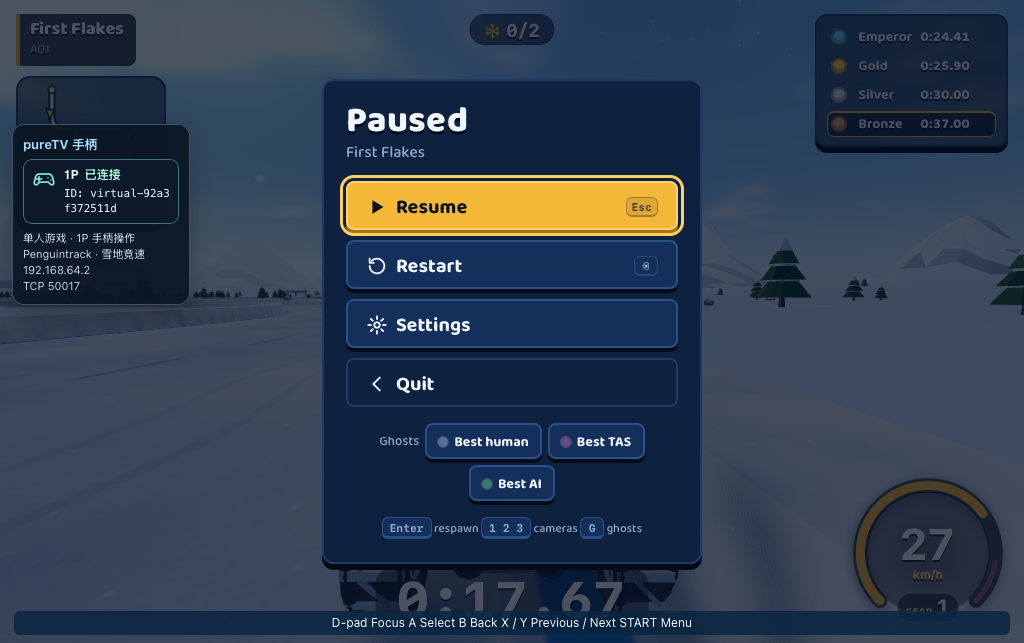 First Flakes
A01
0/2
Emperor 0:24.41
Gold 0:25.90
Silver 0:30.00
Bronze 0:37.00
pureTV 手柄
1P 已连接
ID: virtual-92a3
f372511d
单人游戏 · 1P 手柄操作
Penguintrack · 雪地竞速
192.168.64.2
TCP 50017
Paused
First Flakes
Resume Esc
Restart
Settings
Quit
Ghosts Best human Best TAS
Best AI
Enter respawn 1 2 3 cameras G ghosts
27
km/h
GEAR 1
0:17.67
D-pad Focus A Select B Back X / Y Previous / Next START Menu